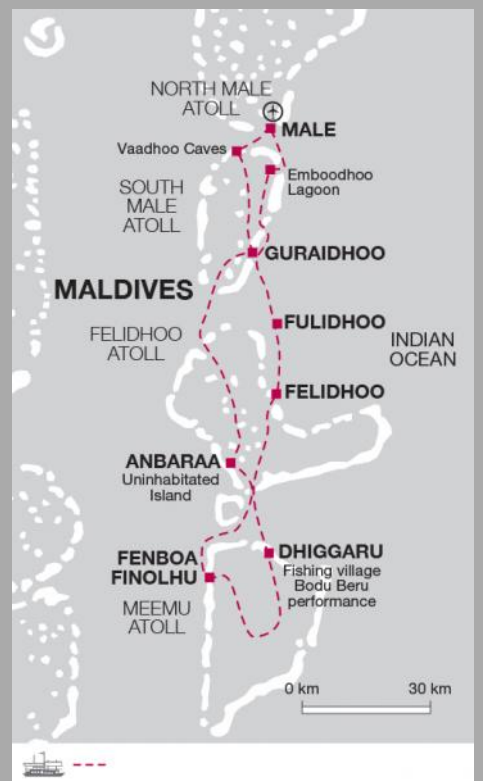 NORTH MALE
ATOLL
MALE
Vaadhoo Caves
Emboodhoo
Lagoon
SOUTH
MALE
ATOLL
GURAIDHOO
MALDIVES
FULIDHOO
FELIDHOO
ATOLL
INDIAN
OCEAN
FELIDHOO
ANBARAA
Uninhabited
Island
DHIGGARU
Fishing village
Bodu Beru
performance
FENBOA
FINOLHU
MEEMU
ATOLL
0 km 30 km